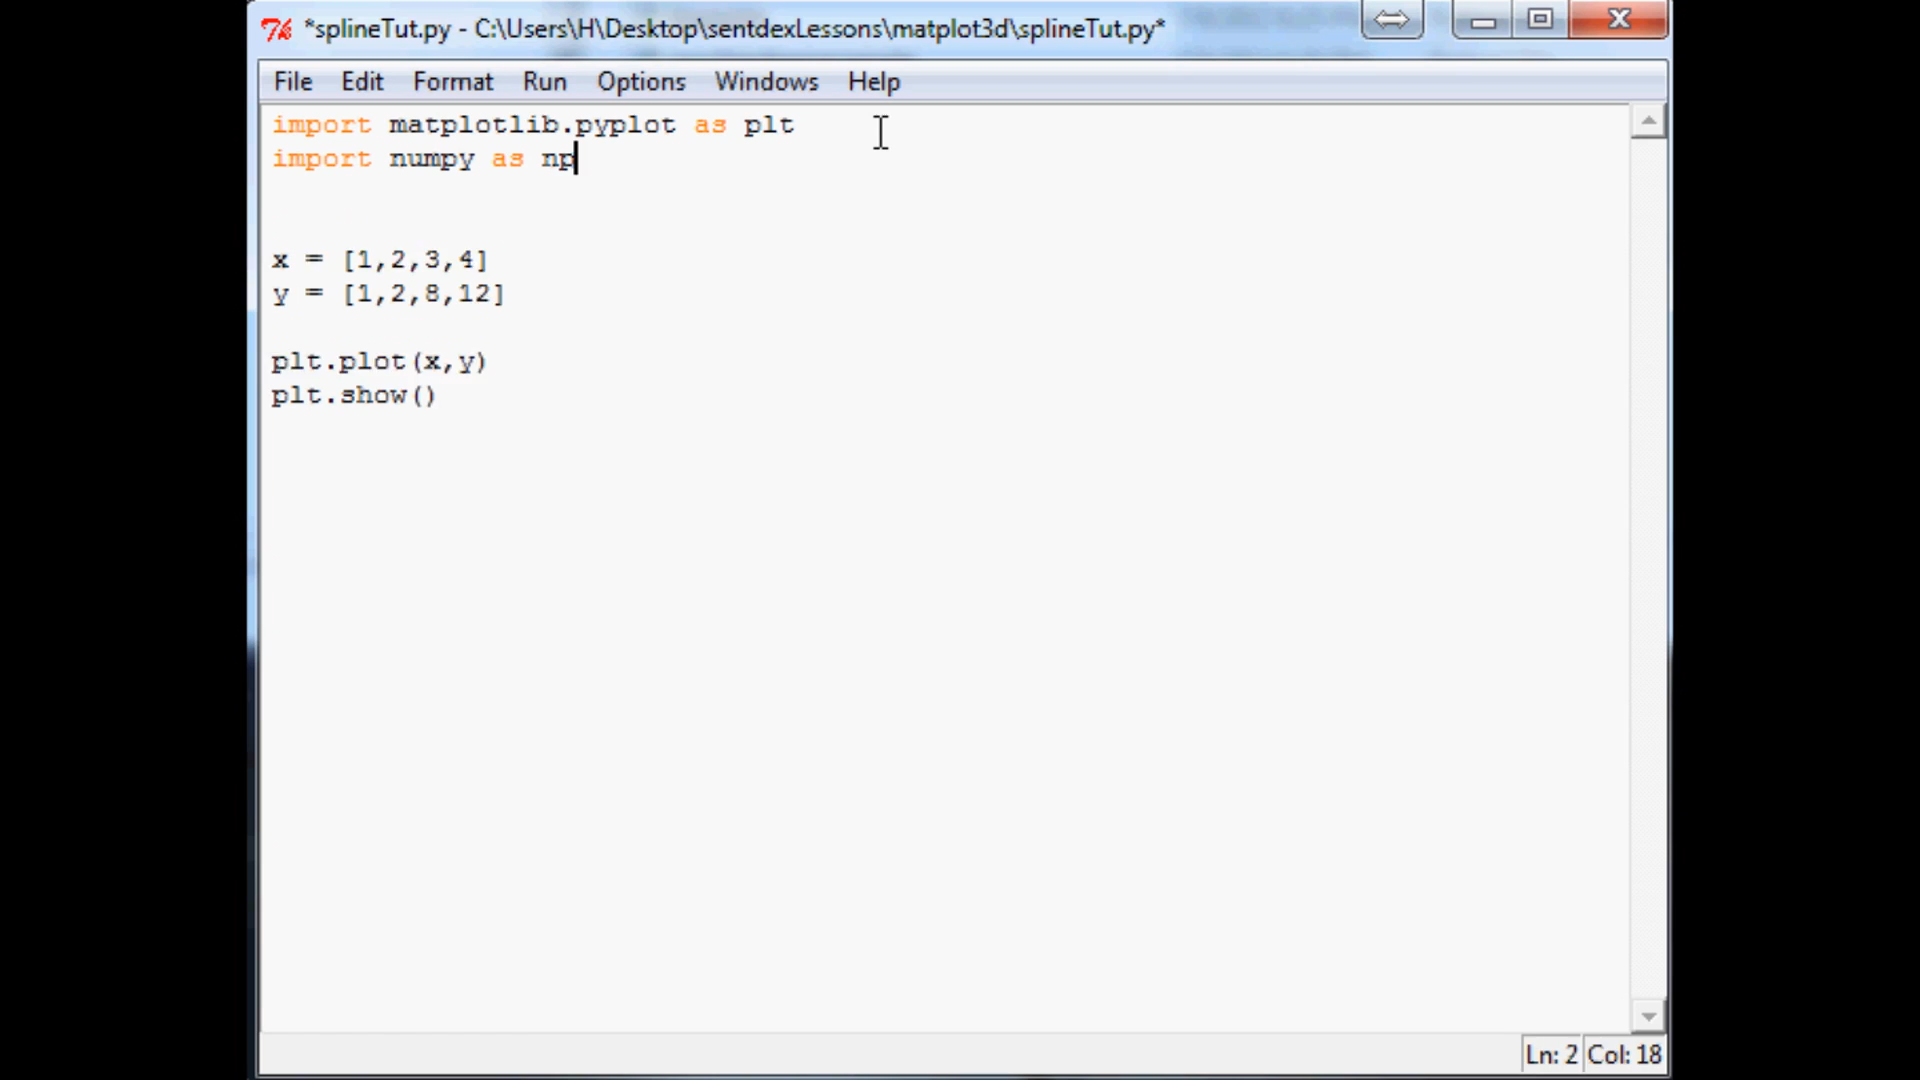 *splineTut.py - C:\Users\H\Desktop\sentdexLessons\matplot3d\splineTut.py*
File Edit Format Run Options Windows Help
import matplotlib.pyplot as plt
import numpy as np
x = [1,2,3,4]
y = [1,2,8,12]
plt.plot(x,y)
plt.show()
Ln: 2 Col: 18